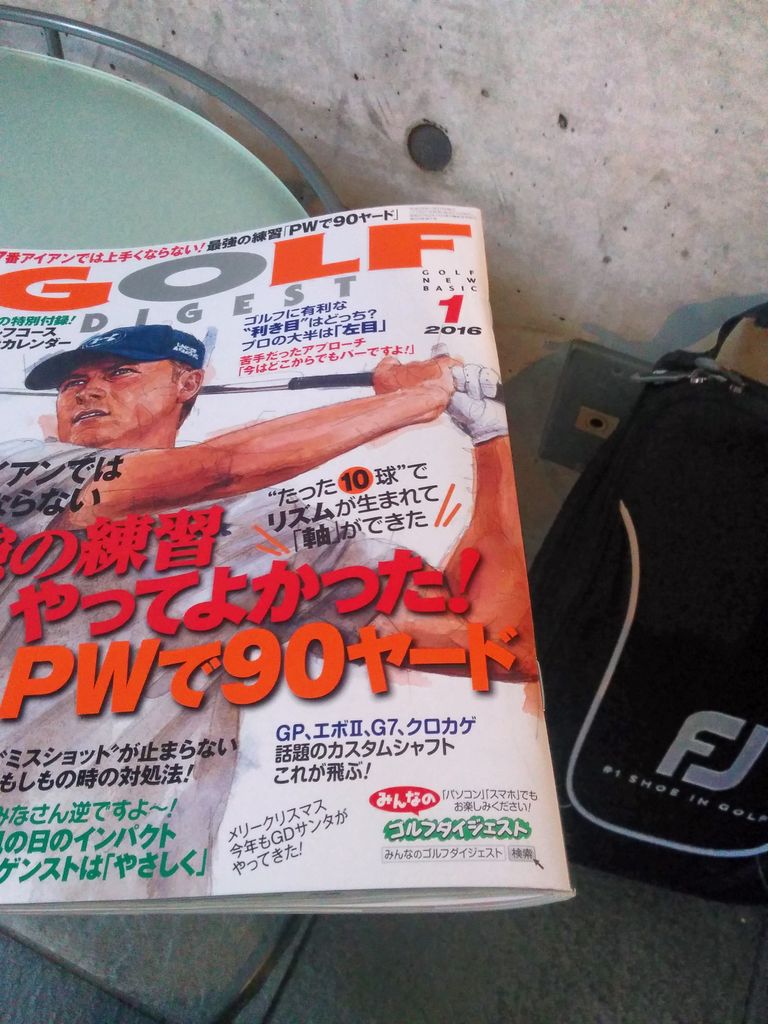 7番アイアンでは上手くならない!最強の練習「PWで90ヤード」
GOLF
DIGEST
GOLF
NEW
BASIC
1
2016
の特別付録!
フコース
カレンダー
ゴルフに有利な
“利き目”はどっち?
プロの大半は「左目」
苦手だったアプローチ
「今はどこからでもパーですよ!」
イアンでは
ならない
“たった10球”で
リズムが生まれて
「軸」ができた
の練習
やってよかった!
PWで90ヤード
“ミスショット”が止まらない
もしもの時の対処法!
みなさん逆ですよ〜!
の日のインパクト
ゲンストは「やさしく」
GP、エボII、G7、クロカゲ
話題のカスタムシャフト
これが飛ぶ!
メリークリスマス
今年もGDサンタが
やってきた!
みんなの
「パソコン」「スマホ」でも
お楽しみください!
ゴルフダイジェスト
みんなのゴルフダイジェスト 検索
FJ
#1 SHOE IN GOLF